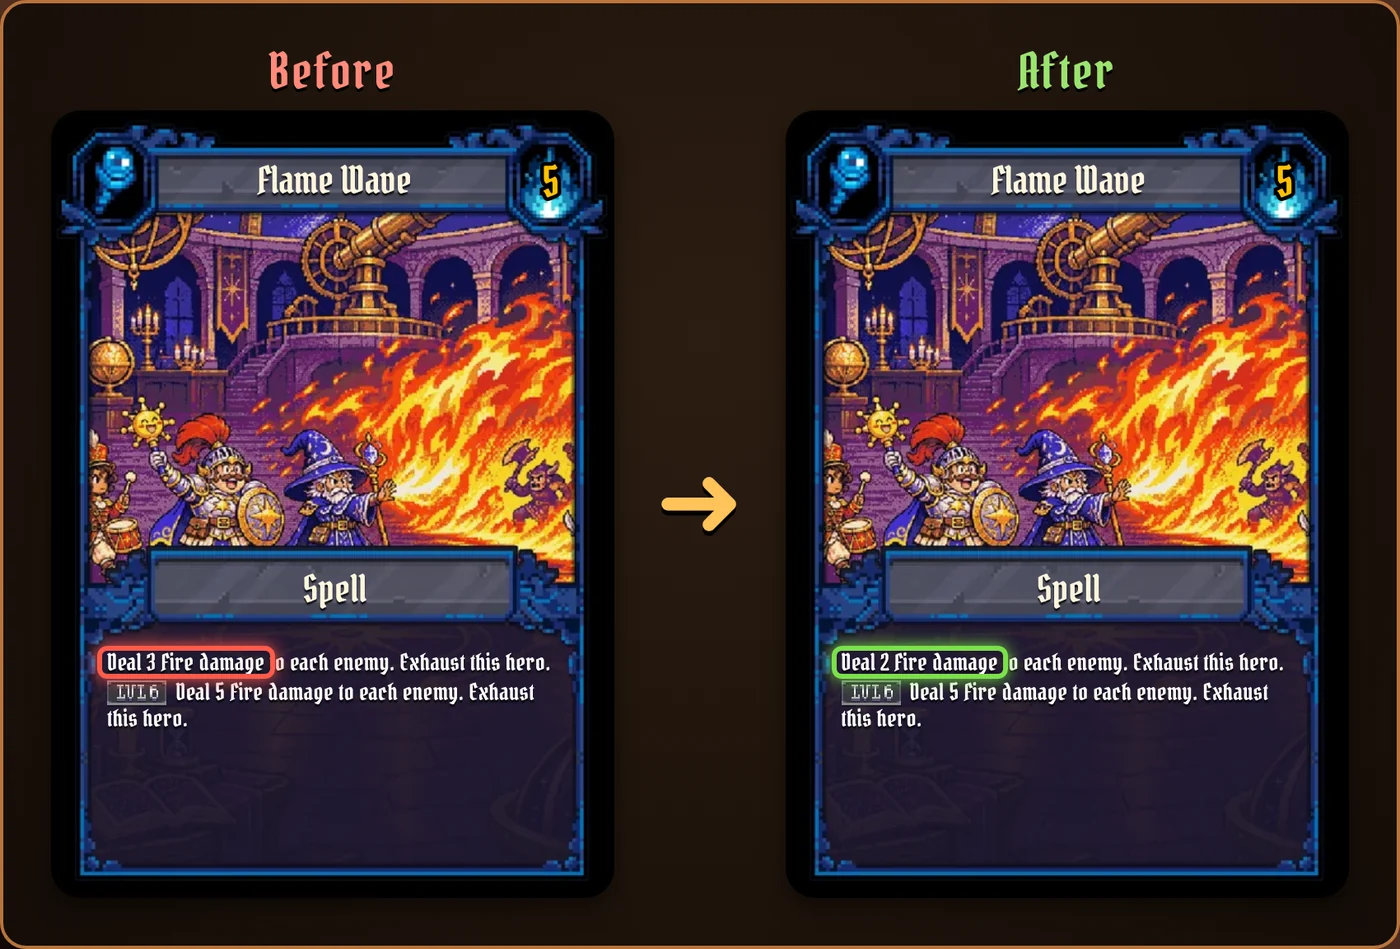 Before
After
Flame Wave
5
Spell
Deal 3 Fire damage o each enemy. Exhaust this hero.
LVL6 Deal 5 Fire damage to each enemy. Exhaust
this hero.
Flame Wave
5
Spell
Deal 2 Fire damage o each enemy. Exhaust this hero.
LVL6 Deal 5 Fire damage to each enemy. Exhaust
this hero.